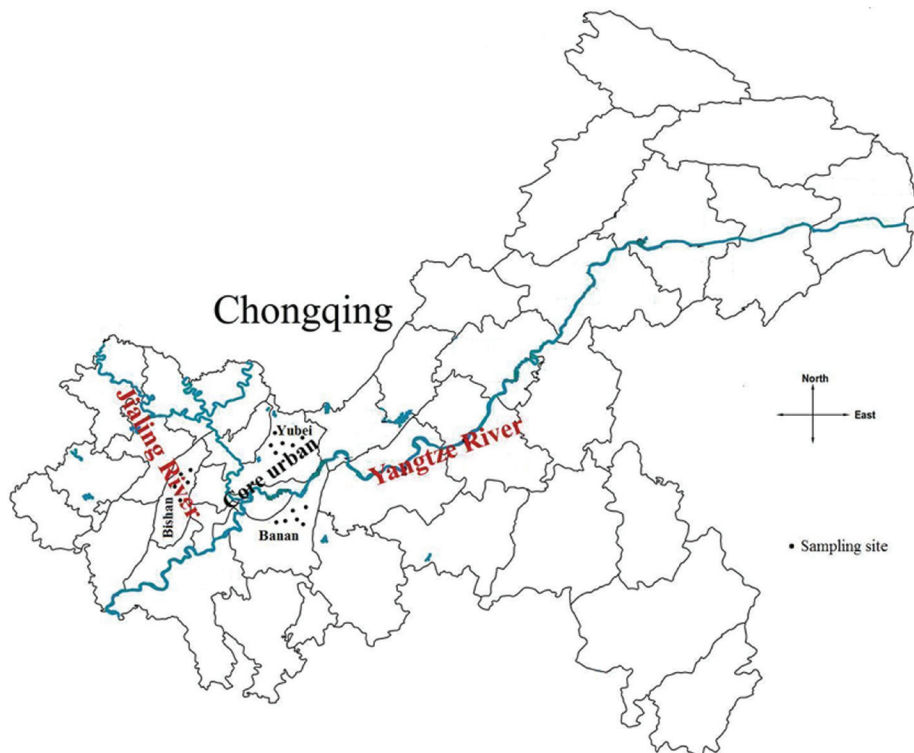 Chongqing
North
East
Jialing River
Yubei
Core urban
Yangtze River
Bishan
Banan
Sampling site